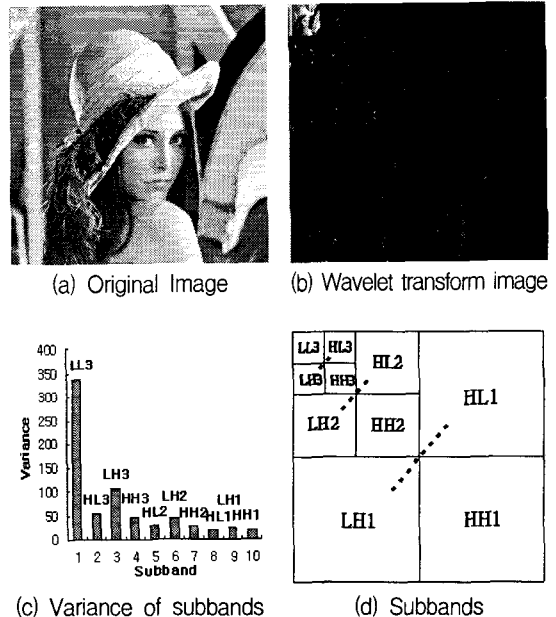 (a) Original Image
(b) Wavelet transform image
400
350
300
250
200
150
100
50
0
Variance
LL3
HL3
LH3
HH3
HL2
LH2
HH2
HL1
LH1
HH1
1 2 3 4 5 6 7 8 9 10
Subband
(c) Variance of subbands
LL3 HL3
LH3 HH3
HL2
LH2 HH2
HL1
LH1 HH1
(d) Subbands